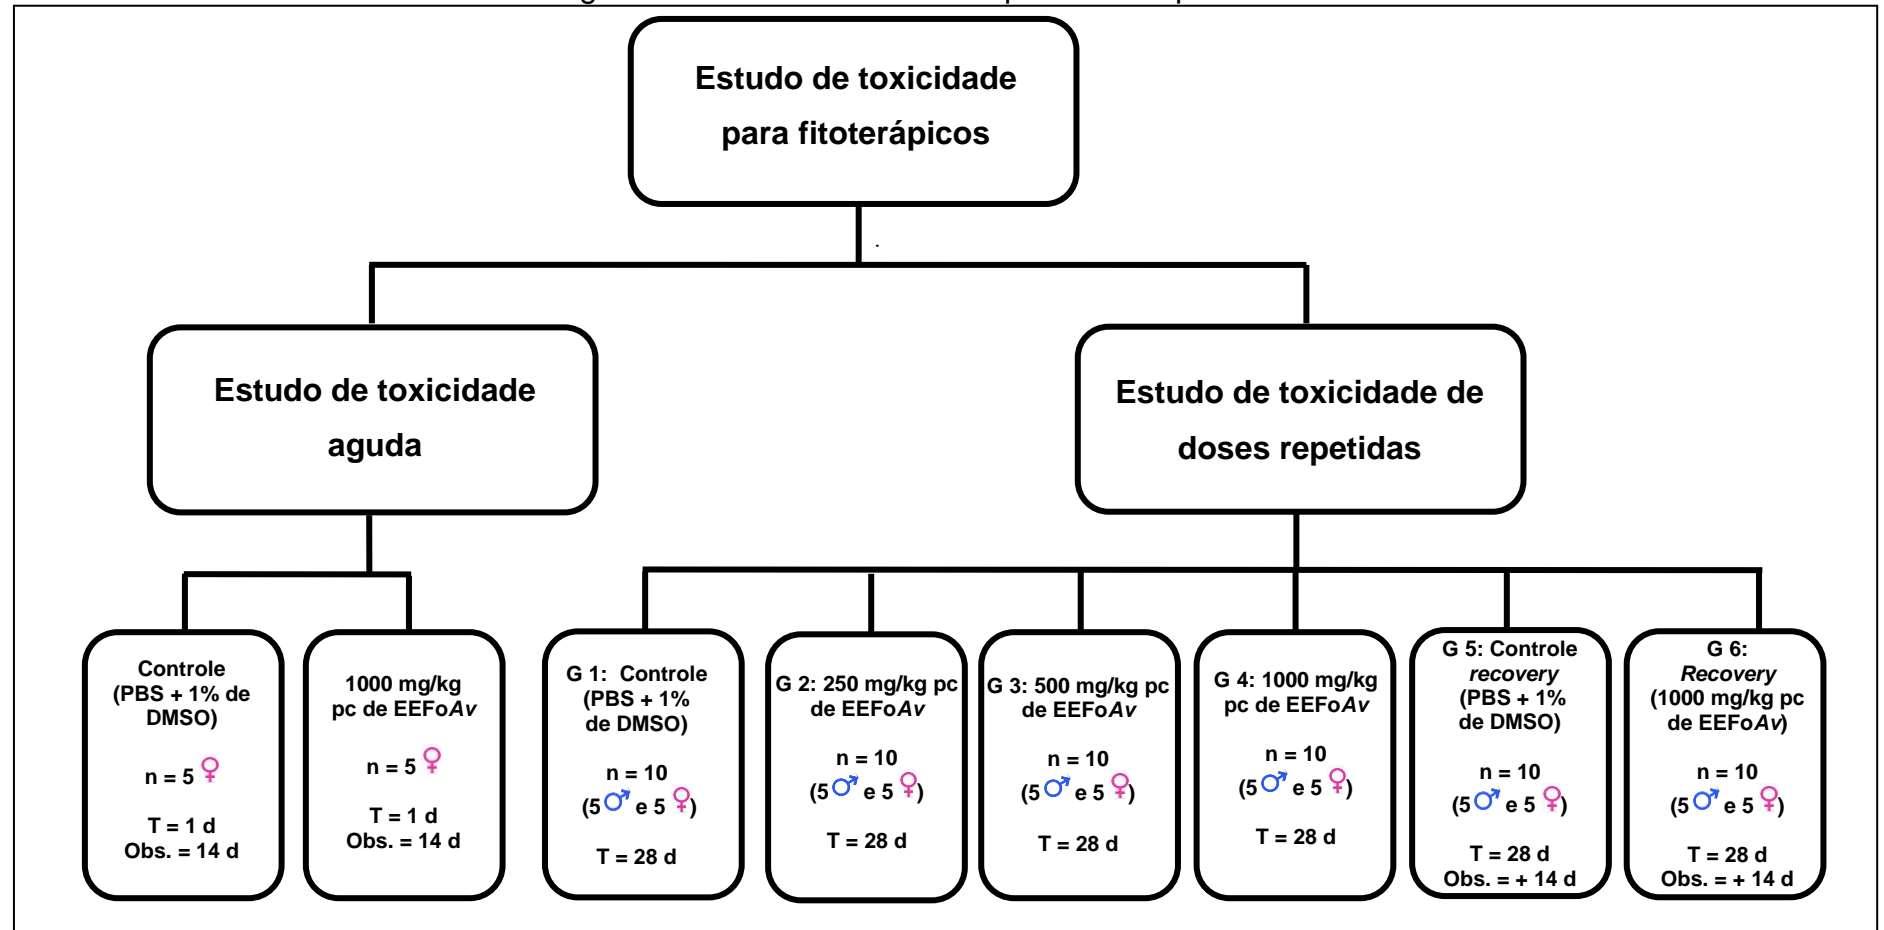 Estudo de toxicidade
para fitoterápicos
Estudo de toxicidade
aguda
Estudo de toxicidade de
doses repetidas
Controle
(PBS + 1% de
DMSO)
n = 5 ♀
T = 1 d
Obs. = 14 d
1000 mg/kg
pc de EEFoAv
n = 5 ♀
T = 1 d
Obs. = 14 d
G 1: Controle
(PBS + 1%
de DMSO)
n = 10
(5 ♂ e 5 ♀)
T = 28 d
G 2: 250 mg/kg pc
de EEFoAv
n = 10
(5 ♂ e 5 ♀)
T = 28 d
G 3: 500 mg/kg pc
de EEFoAv
n = 10
(5 ♂ e 5 ♀)
T = 28 d
G 4: 1000 mg/kg
pc de EEFoAv
n = 10
(5 ♂ e 5 ♀)
T = 28 d
G 5: Controle
recovery
(PBS + 1%
de DMSO)
n = 10
(5 ♂ e 5 ♀)
T = 28 d
Obs. = + 14 d
G 6:
Recovery
(1000 mg/kg pc
de EEFoAv)
n = 10
(5 ♂ e 5 ♀)
T = 28 d
Obs. = + 14 d